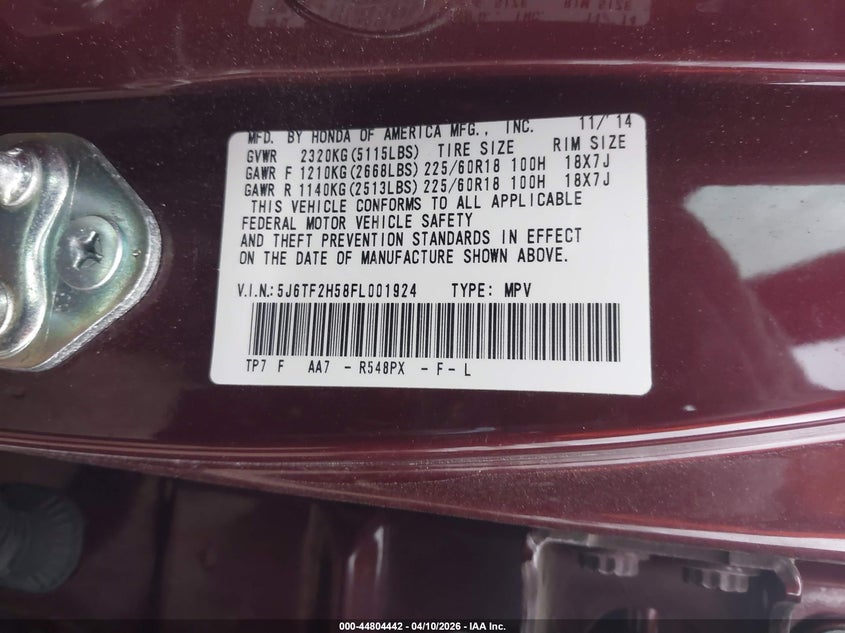 MFD. BY HONDA OF AMERICA MFG., INC. 11/'14
GVWR 2320KG(5115LBS) TIRE SIZE RIM SIZE
GAWR F 1210KG(2668LBS) 225/60R18 100H 18X7J
GAWR R 1140KG(2513LBS) 225/60R18 100H 18X7J
THIS VEHICLE CONFORMS TO ALL APPLICABLE
FEDERAL MOTOR VEHICLE SAFETY
AND THEFT PREVENTION STANDARDS IN EFFECT
ON THE DATE OF MANUFACTURE SHOWN ABOVE.
V.I.N.: 5J6TF2H58FL001924 TYPE: MPV
TP7 F AA7 - R548PX - F - L
000-44804442 - 04/10/2026 - IAA Inc.